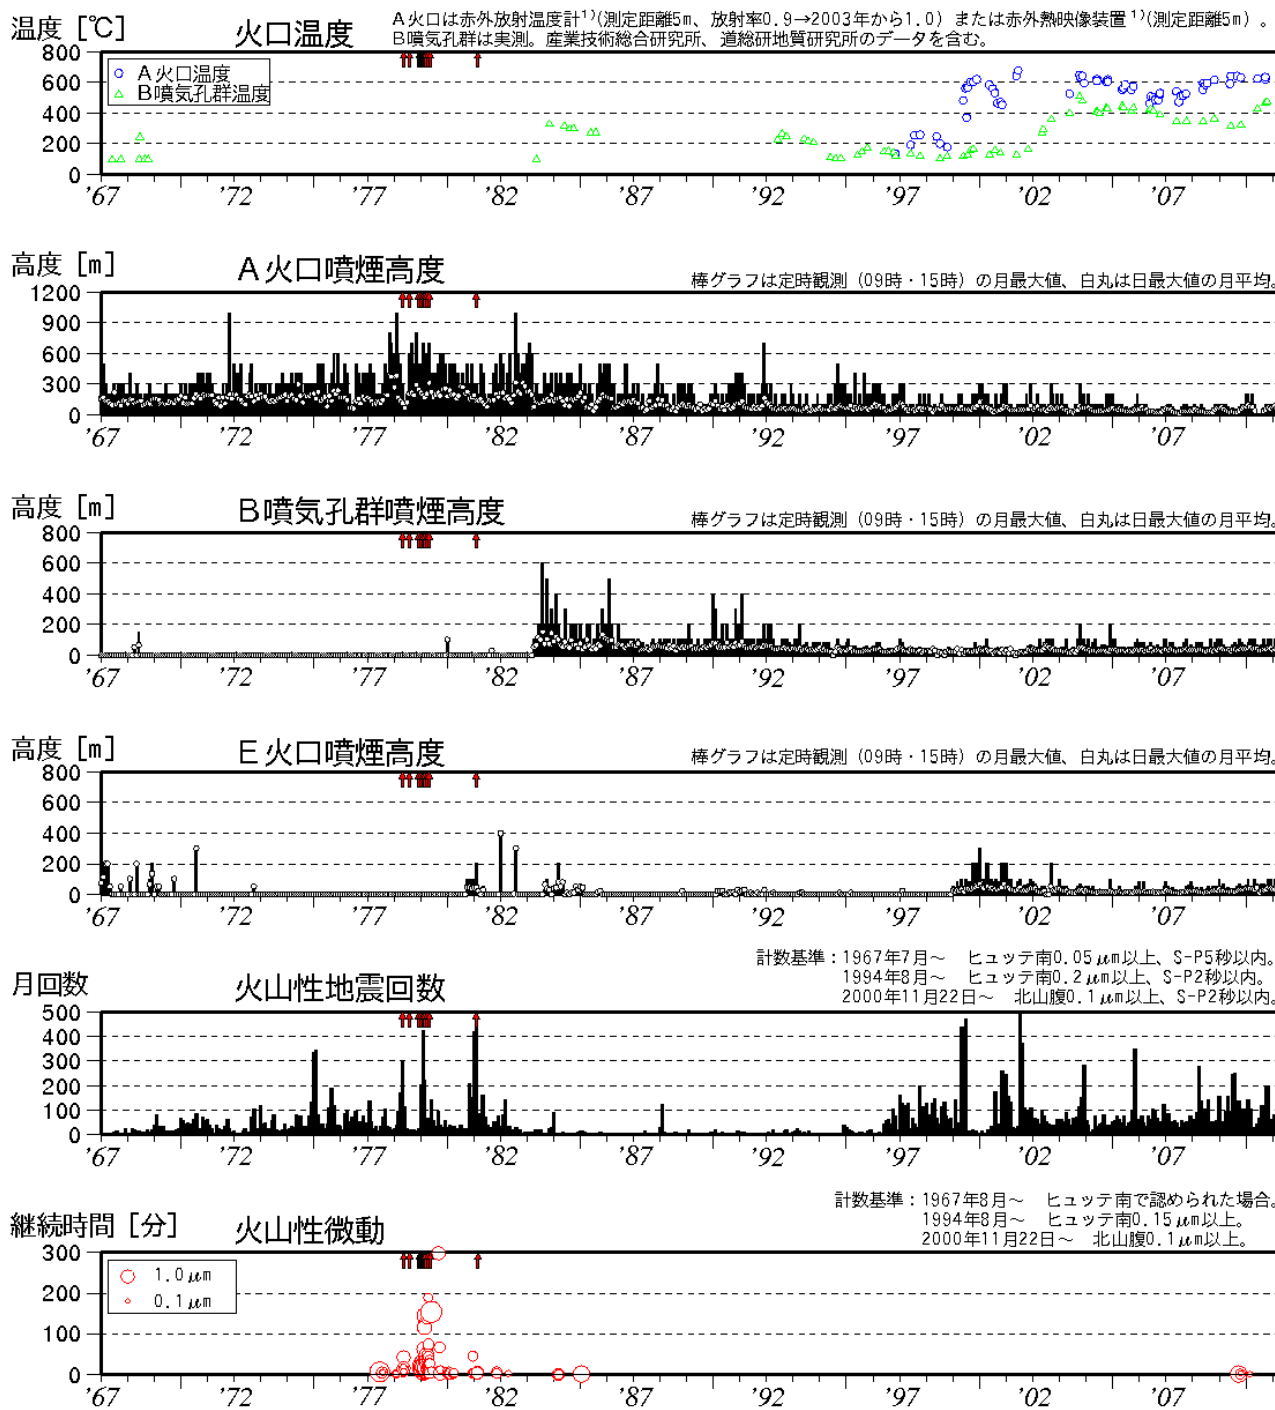 温度 [℃] 火口温度 A火口は赤外放射温度計¹⁾(測定距離5m、放射率0.9→2003年から1.0) または赤外熱映像装置¹⁾(測定距離5m) 。
B噴気孔群は実測。産業技術総合研究所、道総研地質研究所のデータを含む。
800
A火口温度
600
B噴気孔群温度
400
200
0
'67 '72 '77 '82 '87 '92 '97 '02 '07
高度 [m] A火口噴煙高度 棒グラフは定時観測 (09時・15時) の月最大値、白丸は日最大値の月平均。
1200
900
600
300
0
'67 '72 '77 '82 '87 '92 '97 '02 '07
高度 [m] B噴気孔群噴煙高度 棒グラフは定時観測 (09時・15時) の月最大値、白丸は日最大値の月平均。
800
600
400
200
0
'67 '72 '77 '82 '87 '92 '97 '02 '07
高度 [m] E火口噴煙高度 棒グラフは定時観測 (09時・15時) の月最大値、白丸は日最大値の月平均。
800
600
400
200
0
'67 '72 '77 '82 '87 '92 '97 '02 '07
計数基準：1967年7月～ ヒュッテ南0.05μm以上、S-P5秒以内。
月回数 火山性地震回数 1994年8月～ ヒュッテ南0.2μm以上、S-P2秒以内。
2000年11月22日～ 北山腹0.1μm以上、S-P2秒以内。
500
400
300
200
100
0
'67 '72 '77 '82 '87 '92 '97 '02 '07
計数基準：1967年8月～ ヒュッテ南で認められた場合。
継続時間 [分] 火山性微動 1994年8月～ ヒュッテ南0.15μm以上。
2000年11月22日～ 北山腹0.1μm以上。
300
1.0μm
200
0.1μm
100
0
'67 '72 '77 '82 '87 '92 '97 '02 '07